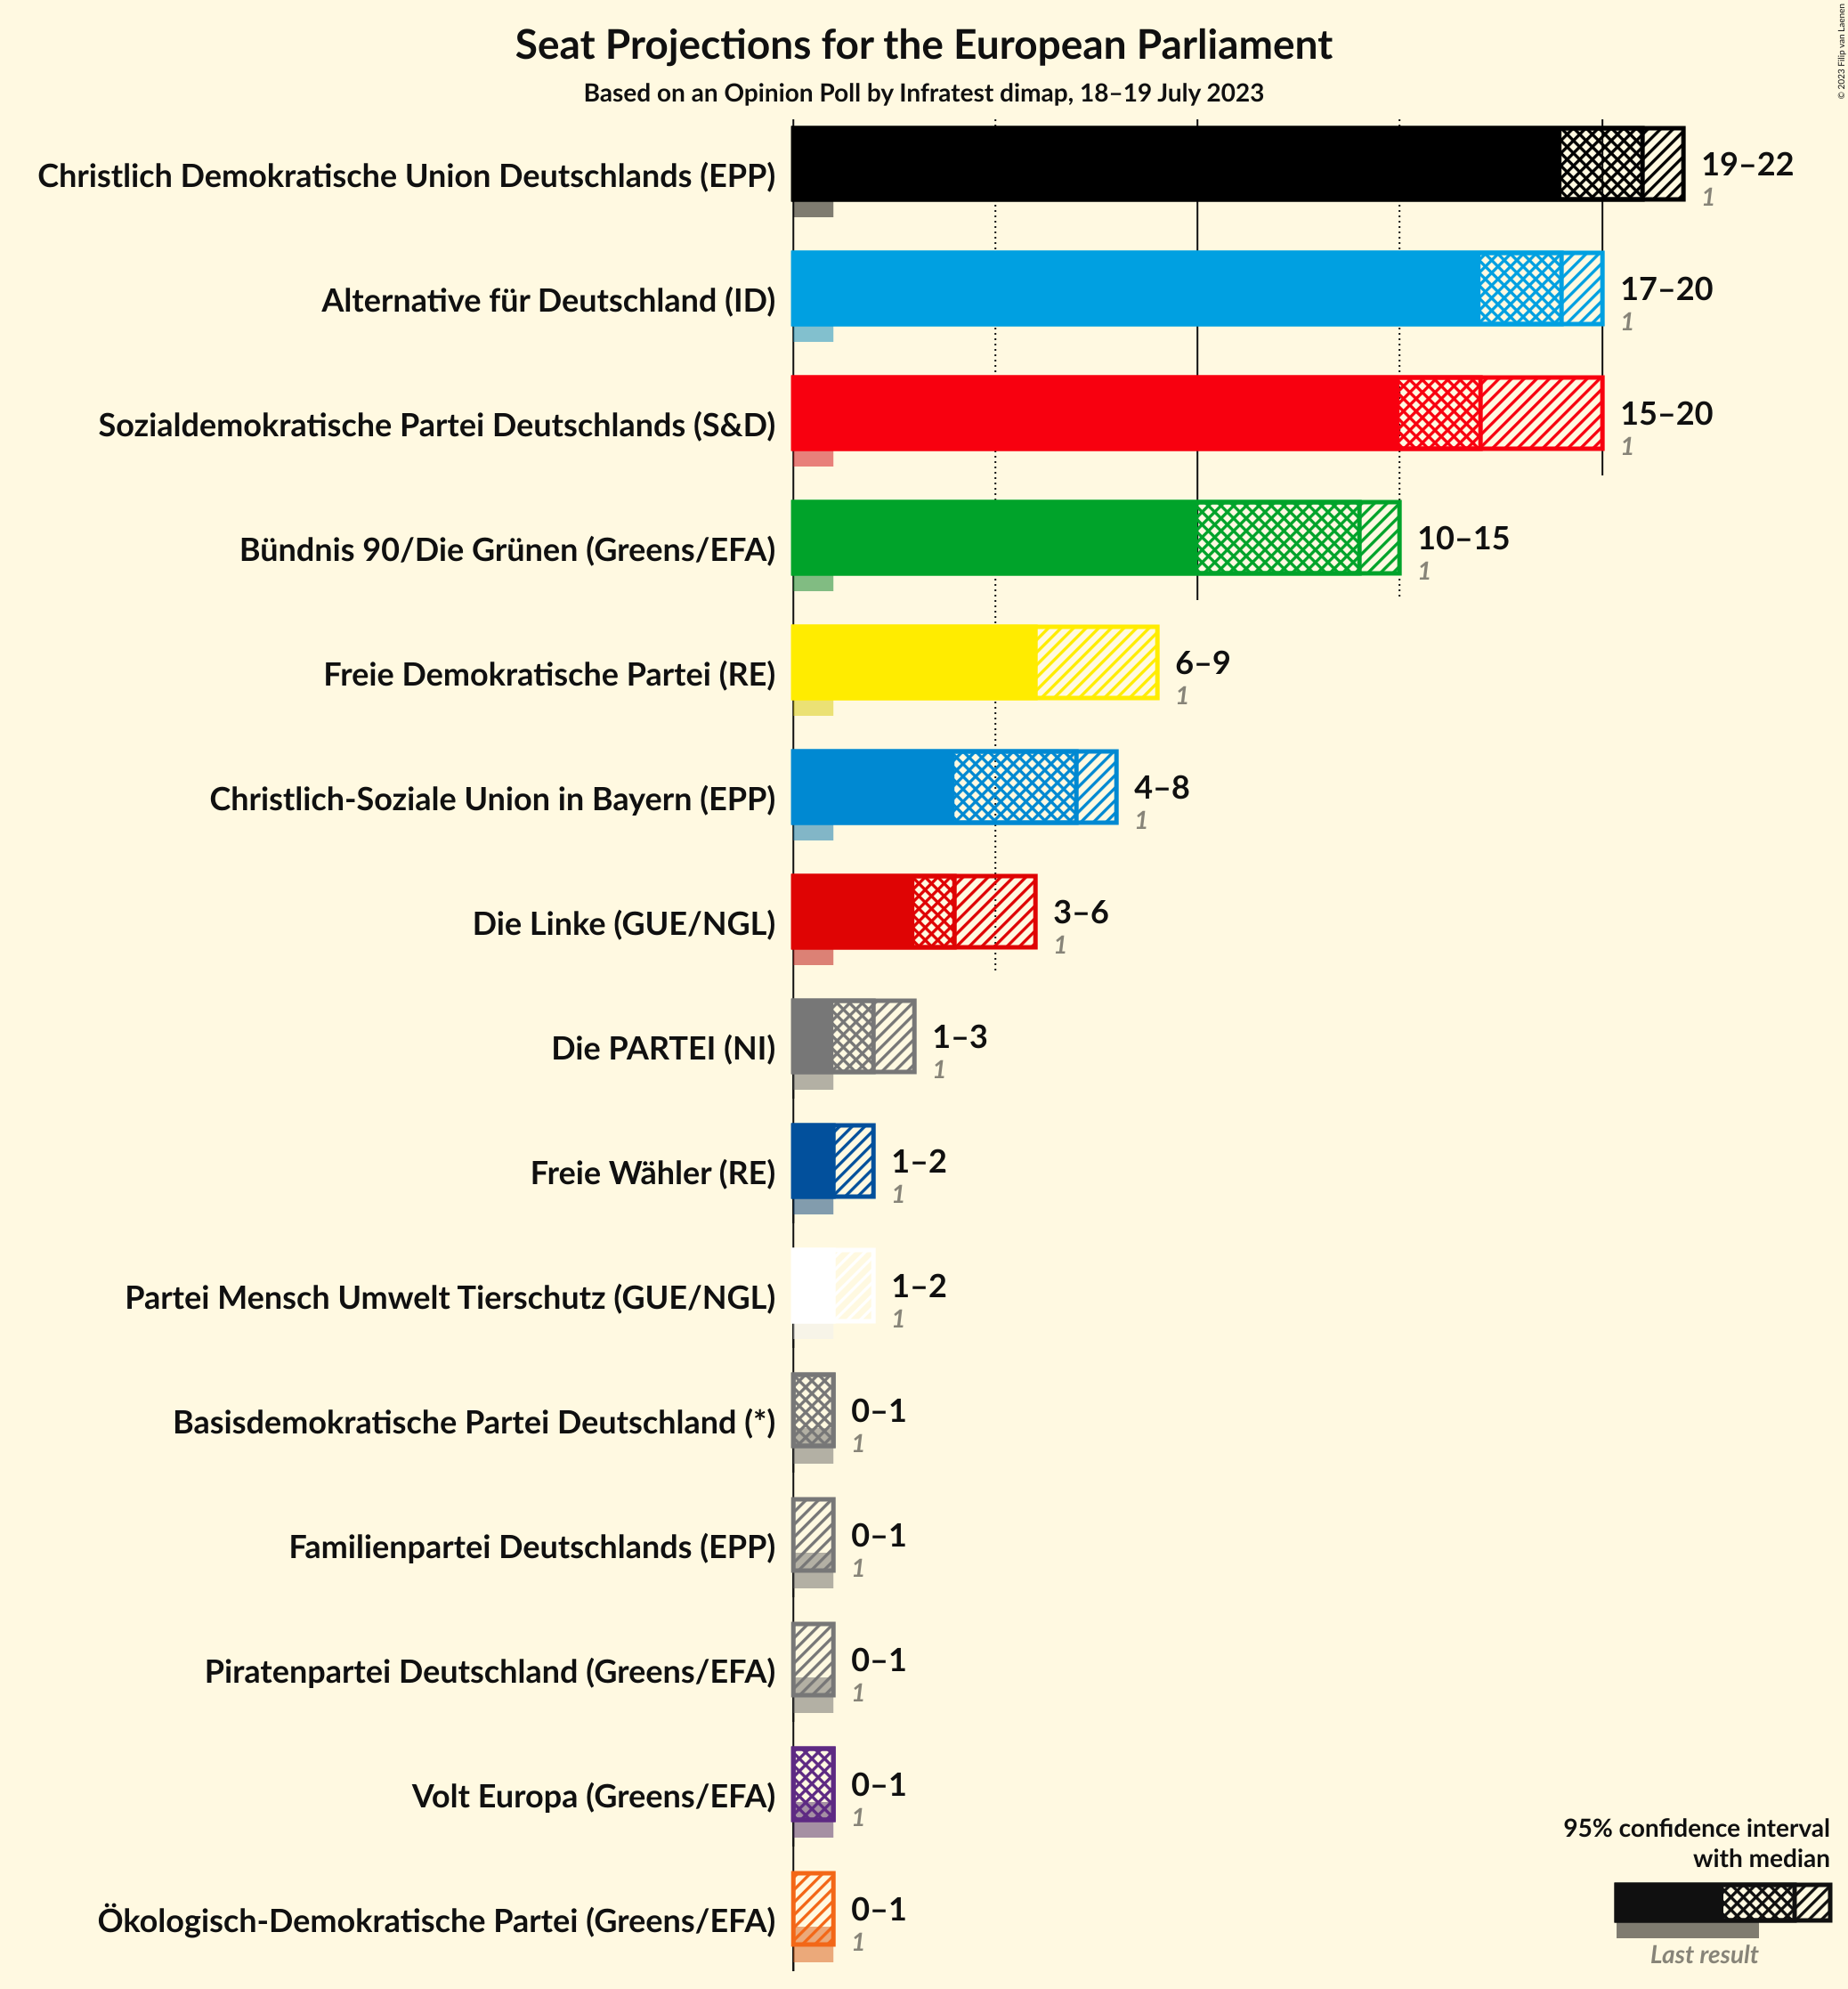 Seat Projections for the European Parliament
Based on an Opinion Poll by Infratest dimap, 18–19 July 2023
© 2023 Filip van Laenen
Christlich Demokratische Union Deutschlands (EPP)
19–22
1
Alternative für Deutschland (ID)
17–20
1
Sozialdemokratische Partei Deutschlands (S&D)
15–20
1
Bündnis 90/Die Grünen (Greens/EFA)
10–15
1
Freie Demokratische Partei (RE)
6–9
1
Christlich-Soziale Union in Bayern (EPP)
4–8
1
Die Linke (GUE/NGL)
3–6
1
Die PARTEI (NI)
1–3
1
Freie Wähler (RE)
1–2
1
Partei Mensch Umwelt Tierschutz (GUE/NGL)
1–2
1
Basisdemokratische Partei Deutschland (*)
0–1
1
Familienpartei Deutschlands (EPP)
0–1
1
Piratenpartei Deutschland (Greens/EFA)
0–1
1
Volt Europa (Greens/EFA)
0–1
1
Ökologisch-Demokratische Partei (Greens/EFA)
0–1
1
95% confidence interval
with median
Last result